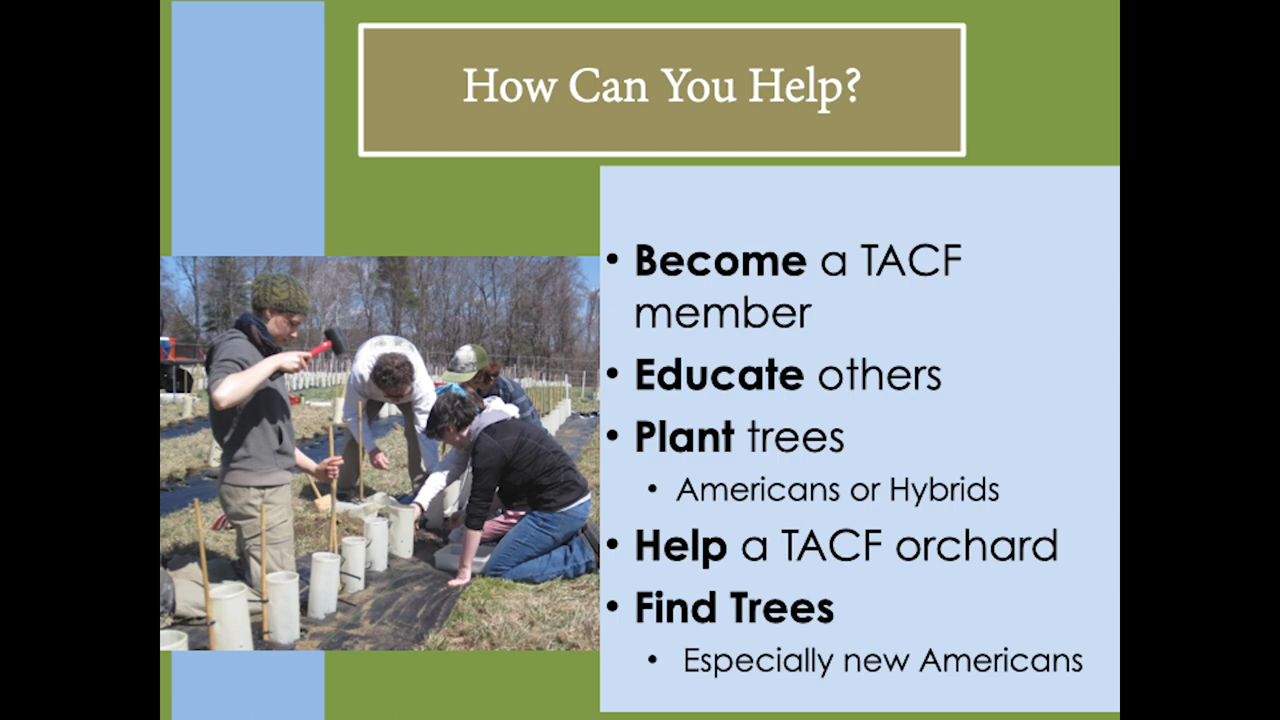 How Can You Help?
• Become a TACF
member
• Educate others
• Plant trees
• Americans or Hybrids
• Help a TACF orchard
• Find Trees
• Especially new Americans